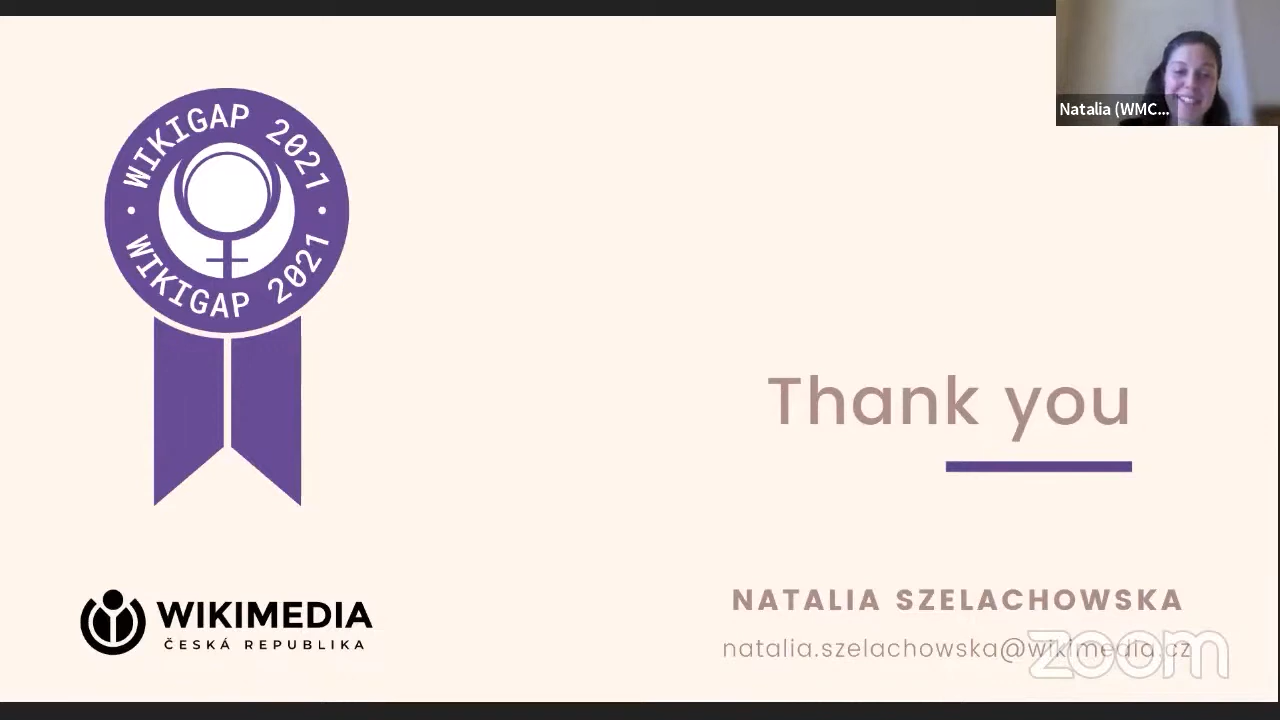 Natalia (WMC...
WIKIGAP 2021
WIKIGAP 2021
Thank you
NATALIA SZELACHOWSKA
natalia.szelachowska@wikimedia.cz
zoom
WIKIMEDIA
ČESKÁ REPUBLIKA